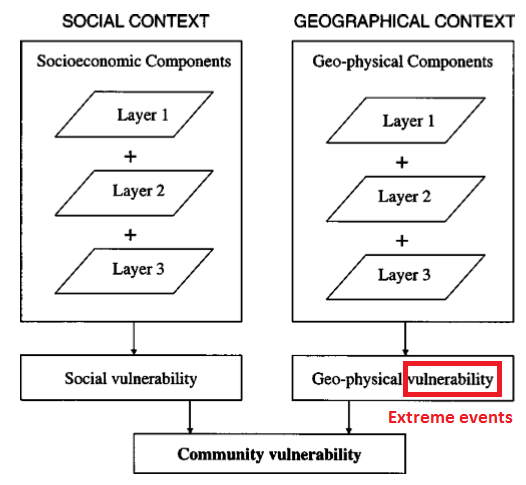 SOCIAL CONTEXT
Socioeconomic Components
Layer 1
+
Layer 2
+
Layer 3
Social vulnerability
GEOGRAPHICAL CONTEXT
Geo-physical Components
Layer 1
+
Layer 2
+
Layer 3
Geo-physical vulnerability
Extreme events
Community vulnerability